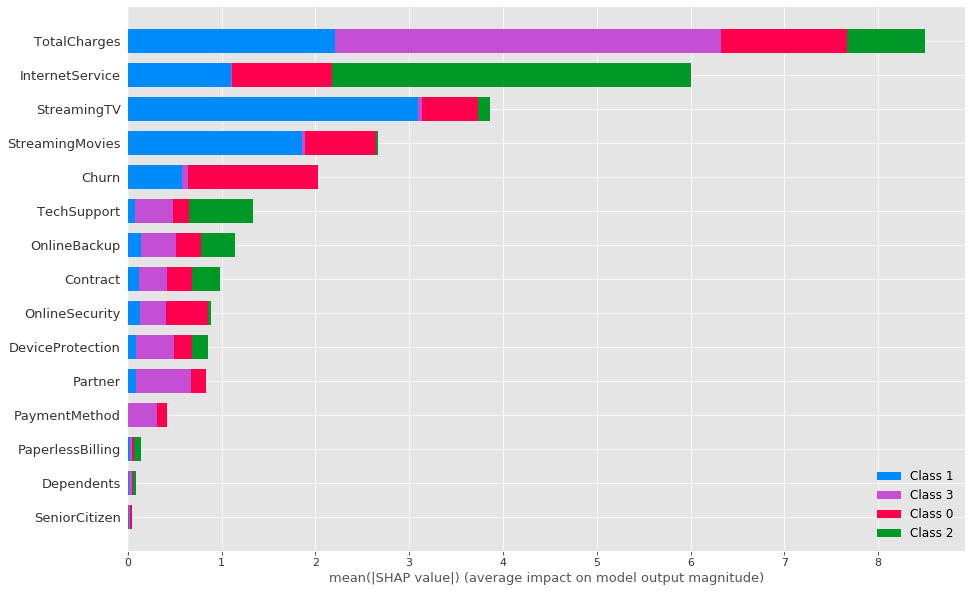 TotalCharges
InternetService
StreamingTV
StreamingMovies
Churn
TechSupport
OnlineBackup
Contract
OnlineSecurity
DeviceProtection
Partner
PaymentMethod
PaperlessBilling
Dependents
SeniorCitizen
Class 1
Class 3
Class 0
Class 2
0 1 2 3 4 5 6 7 8
mean(|SHAP value|) (average impact on model output magnitude)